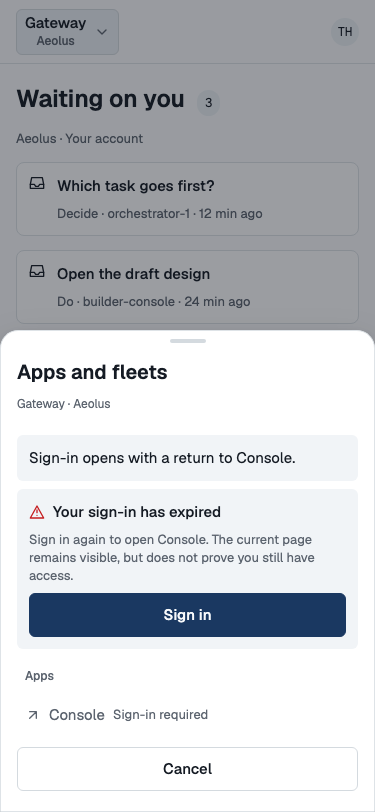 Gateway
Aeolus
TH
Waiting on you 3
Aeolus · Your account
Which task goes first?
Decide · orchestrator-1 · 12 min ago
Open the draft design
Do · builder-console · 24 min ago
Apps and fleets
Gateway · Aeolus
Sign-in opens with a return to Console.
Your sign-in has expired
Sign in again to open Console. The current page
remains visible, but does not prove you still have
access.
Sign in
Apps
Console Sign-in required
Cancel